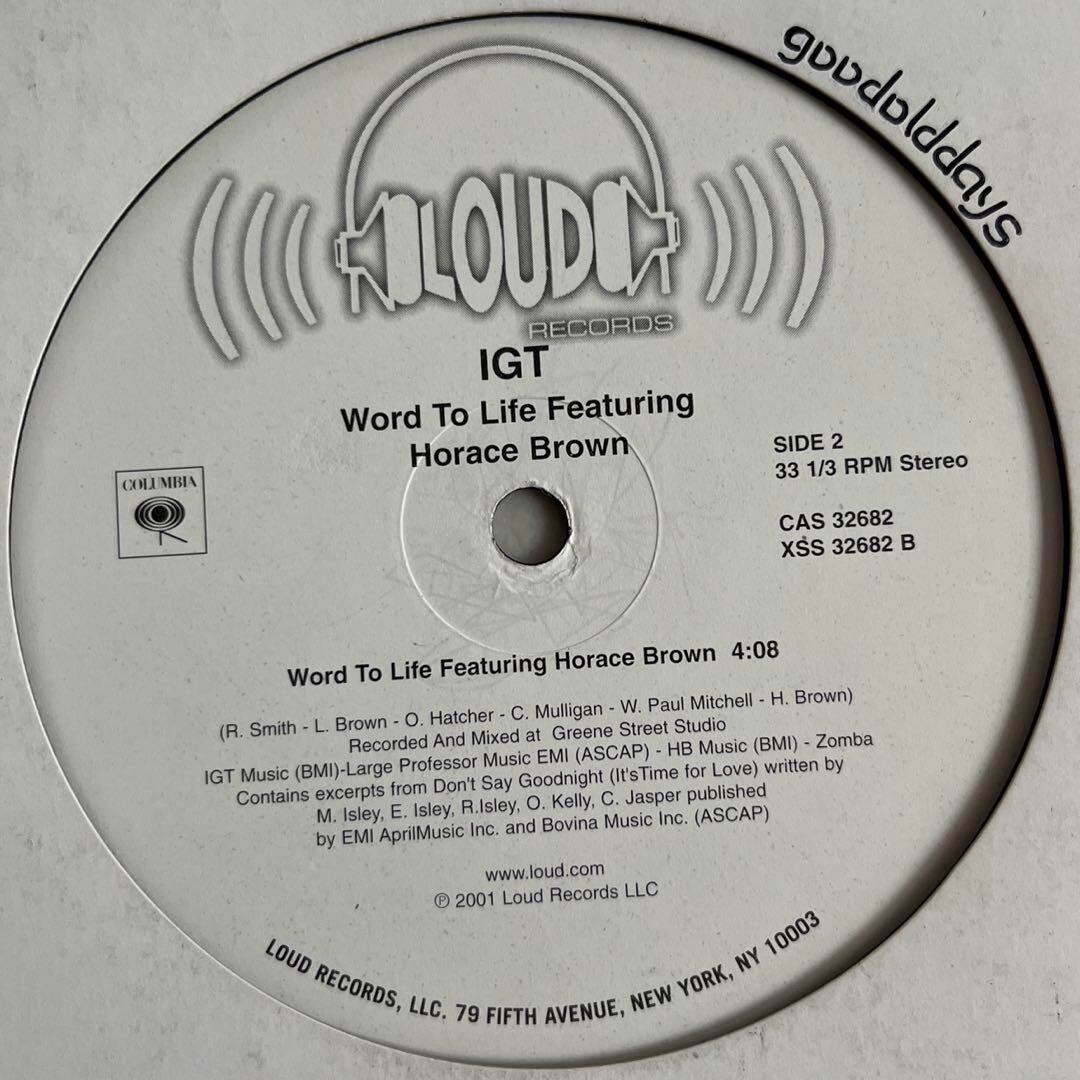 gooolddays
LOUD
RECORDS
IGT
Word To Life Featuring
Horace Brown
SIDE 2
33 1/3 RPM Stereo
COLUMBIA
CAS 32682
XSS 32682 B
Word To Life Featuring Horace Brown 4:08
(R. Smith - L. Brown - O. Hatcher - C. Mulligan - W. Paul Mitchell - H. Brown)
Recorded And Mixed at Greene Street Studio
IGT Music (BMI)-Large Professor Music EMI (ASCAP) - HB Music (BMI) - Zomba
Contains excerpts from Don't Say Goodnight (It'sTime for Love) written by
M. Isley, E. Isley, R.Isley, O. Kelly, C. Jasper published
by EMI AprilMusic Inc. and Bovina Music Inc. (ASCAP)
www.loud.com
℗ 2001 Loud Records LLC
LOUD RECORDS, LLC. 79 FIFTH AVENUE, NEW YORK, NY 10003